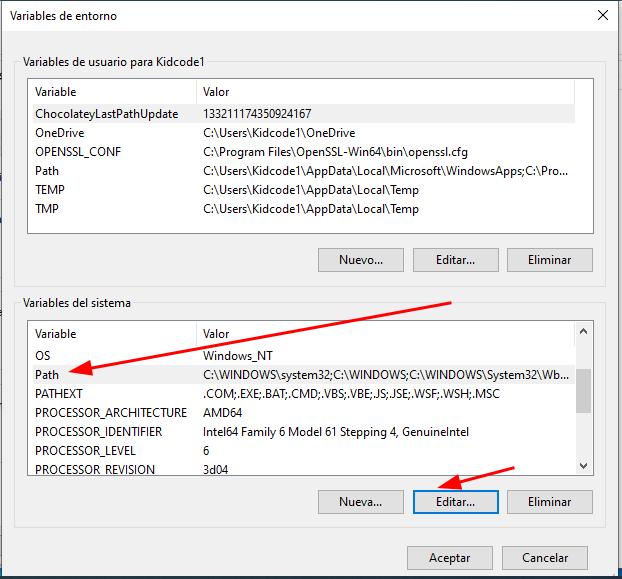 Variables de entorno
Variables de usuario para Kidcode1
Variable Valor
ChocolateyLastPathUpdate 133211174350924167
OneDrive C:\Users\Kidcode1\OneDrive
OPENSSL_CONF C:\Program Files\OpenSSL-Win64\bin\openssl.cfg
Path C:\Users\Kidcode1\AppData\Local\Microsoft\WindowsApps;C:\Pro...
TEMP C:\Users\Kidcode1\AppData\Local\Temp
TMP C:\Users\Kidcode1\AppData\Local\Temp
Nuevo... Editar... Eliminar
Variables del sistema
Variable Valor
OS Windows_NT
Path C:\WINDOWS\system32;C:\WINDOWS;C:\WINDOWS\System32\Wb...
PATHEXT .COM;.EXE;.BAT;.CMD;.VBS;.VBE;.JS;.JSE;.WSF;.WSH;.MSC
PROCESSOR_ARCHITECTURE AMD64
PROCESSOR_IDENTIFIER Intel64 Family 6 Model 61 Stepping 4, GenuineIntel
PROCESSOR_LEVEL 6
PROCESSOR_REVISION 3d04
Nueva... Editar... Eliminar
Aceptar Cancelar